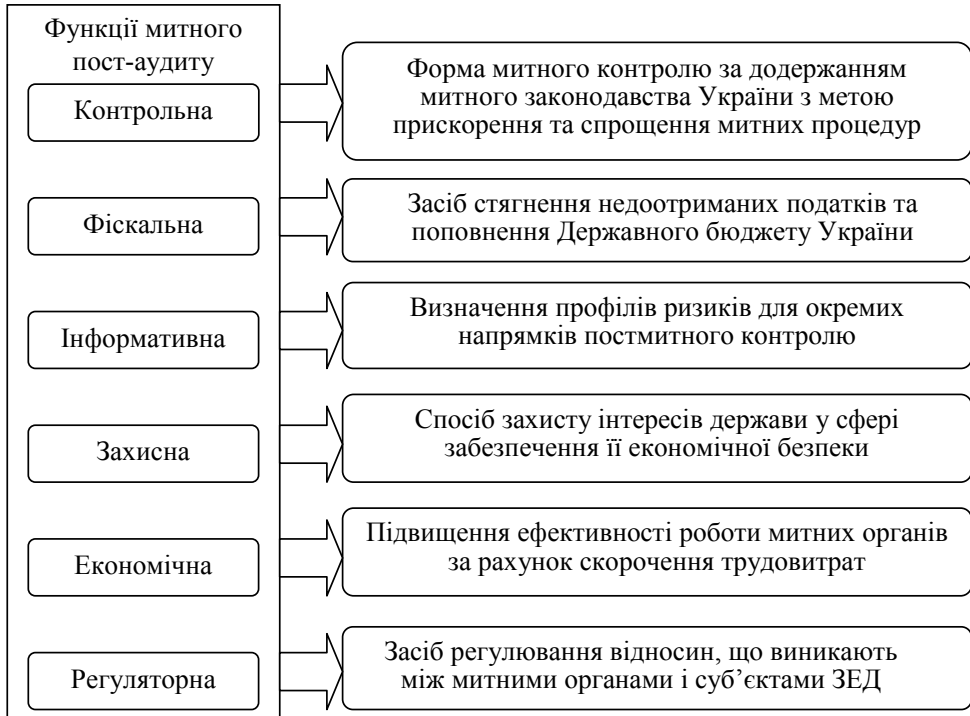 Функції митного
пост-аудиту
Контрольна
Форма митного контролю за додержанням
митного законодавства України з метою
прискорення та спрощення митних процедур
Фіскальна
Засіб стягнення недоотриманих податків та
поповнення Державного бюджету України
Інформативна
Визначення профілів ризиків для окремих
напрямків постмитного контролю
Захисна
Спосіб захисту інтересів держави у сфері
забезпечення її економічної безпеки
Економічна
Підвищення ефективності роботи митних органів
за рахунок скорочення трудовитрат
Регуляторна
Засіб регулювання відносин, що виникають
між митними органами і суб’єктами ЗЕД